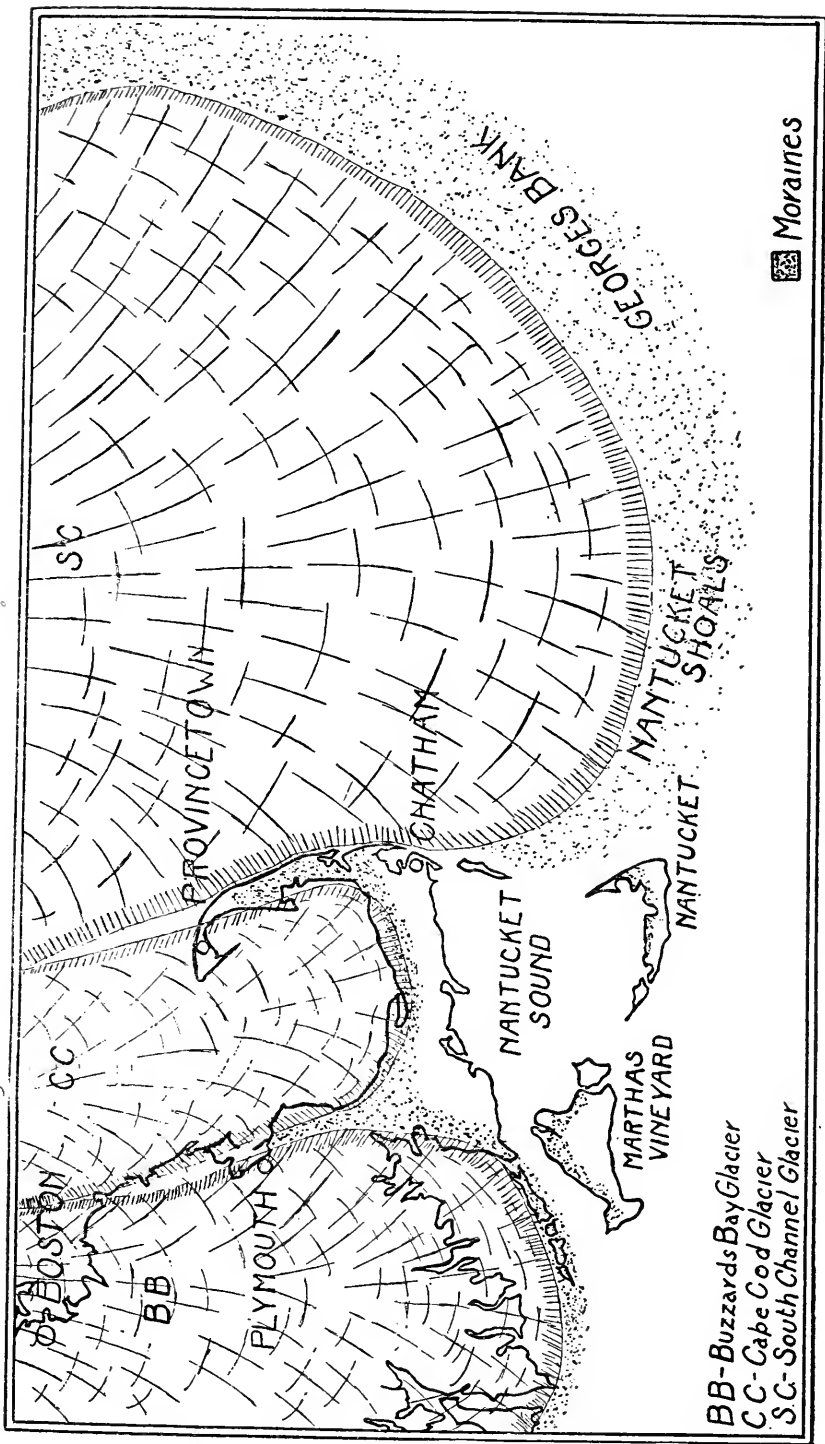 BOSTON
CC
SC
BB
PLYMOUTH
PROVINCETOWN
CHATHAM
GEORGES BANK
NANTUCKET
SHOALS
NANTUCKET
SOUND
NANTUCKET
MARTHAS
VINEYARD
BB-Buzzards Bay Glacier
CC-Cape Cod Glacier
SC-South Channel Glacier
Moraines